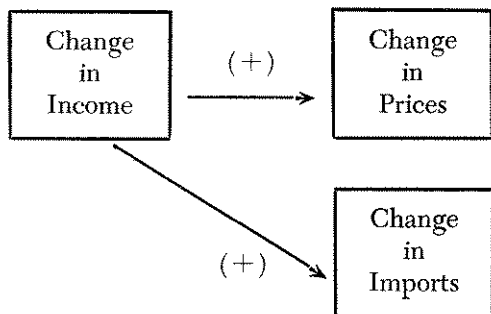 Change
in
Income
(+)
Change
in
Prices
(+)
Change
in
Imports